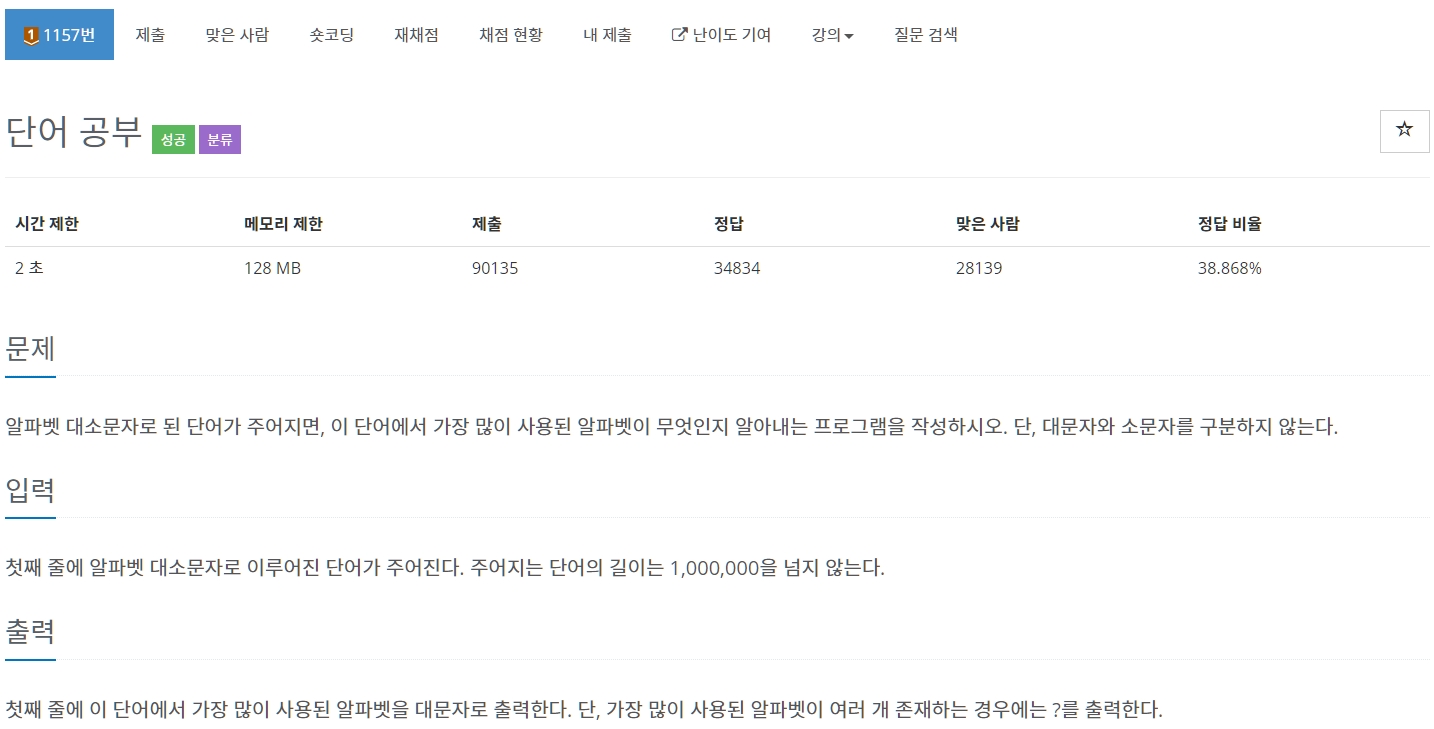 1 1157번 제출 맞은 사람 숏코딩 재채점 채점 현황 내 제출 난이도 기여 강의 질문 검색
단어 공부 성공 분류
시간 제한 메모리 제한 제출 정답 맞은 사람 정답 비율
2 초 128 MB 90135 34834 28139 38.868%
문제
알파벳 대소문자로 된 단어가 주어지면, 이 단어에서 가장 많이 사용된 알파벳이 무엇인지 알아내는 프로그램을 작성하시오. 단, 대문자와 소문자를 구분하지 않는다.
입력
첫째 줄에 알파벳 대소문자로 이루어진 단어가 주어진다. 주어지는 단어의 길이는 1,000,000을 넘지 않는다.
출력
첫째 줄에 이 단어에서 가장 많이 사용된 알파벳을 대문자로 출력한다. 단, 가장 많이 사용된 알파벳이 여러 개 존재하는 경우에는 ?를 출력한다.